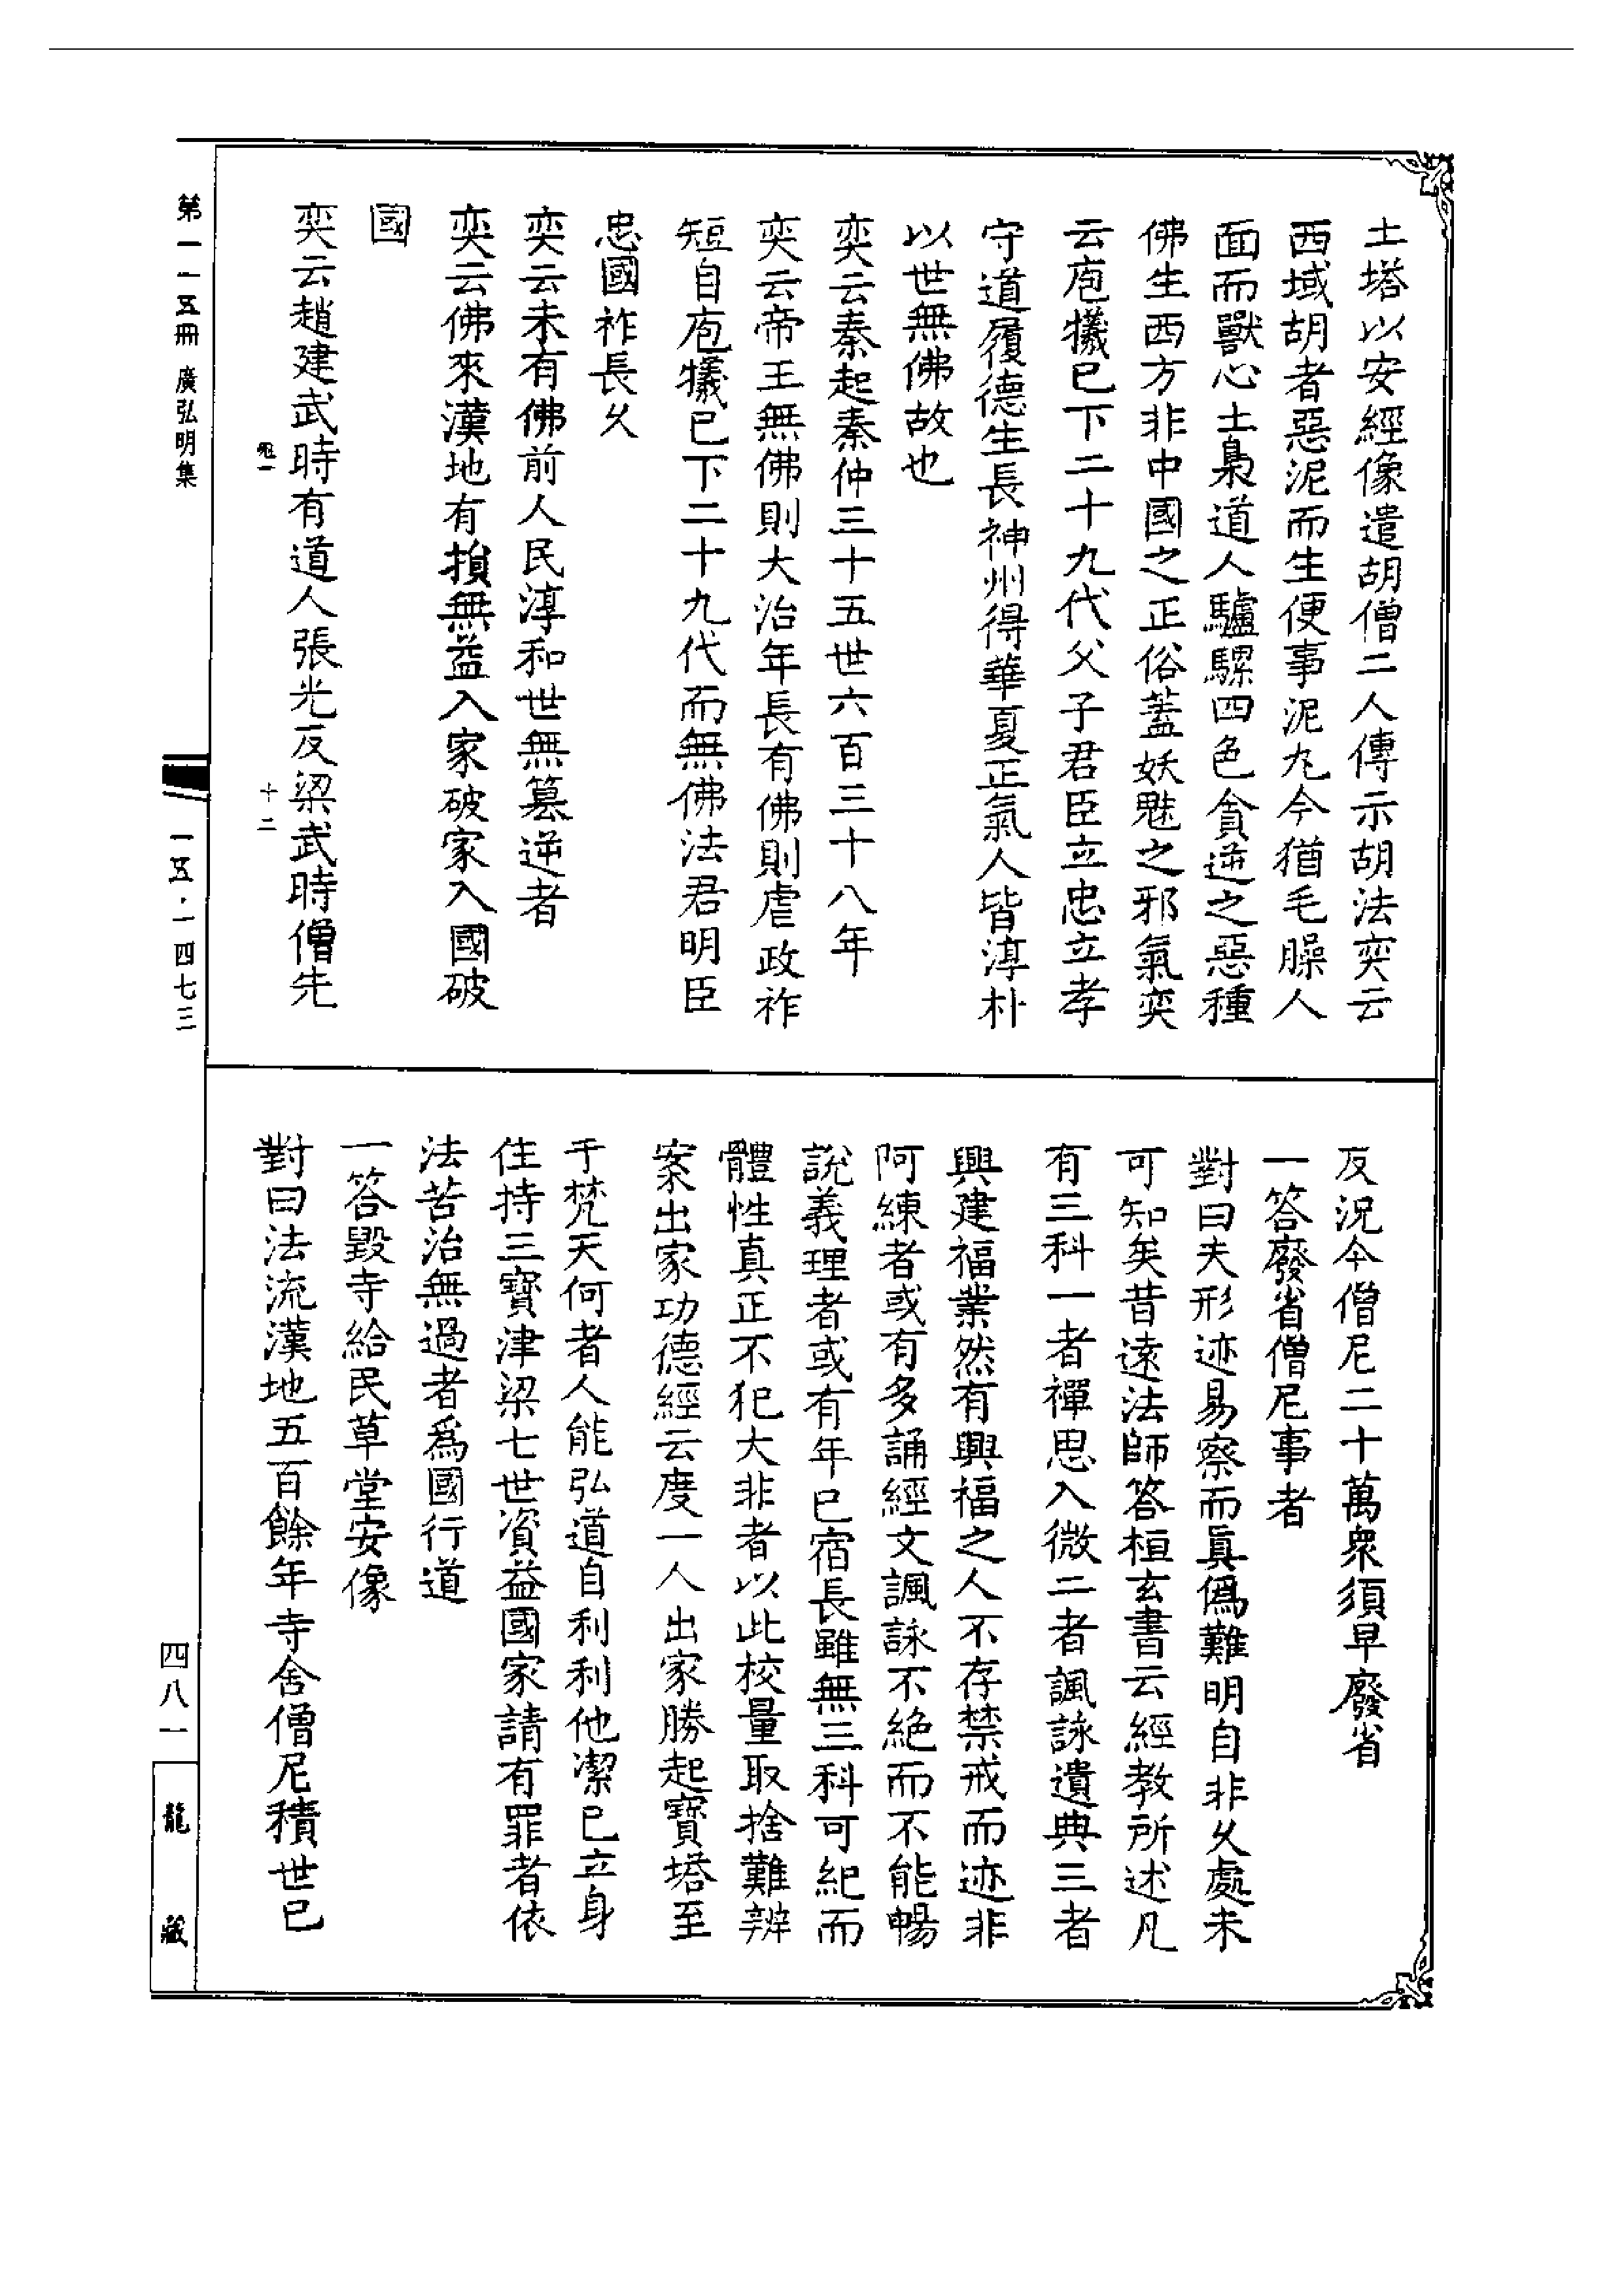 土塔以安經像遣胡僧二人傳示胡法奕云
西域胡者惡泥而生便事泥瓦今猶毛臊人
面而獸心土梟道人驢騾四色貪逆之惡種
佛生西方非中國之正俗蓋妖魅之邪氣奕
云庖犧已下二十九代父子君臣立忠立孝
守道履德生長神州得華夏正氣人皆淳朴
以世無佛故也
奕云秦起秦仲三十五世六百三十八年
奕云帝王無佛則大治年長有佛則虐政祚
短自庖犧已下二十九代而無佛法君明臣
忠國祚長久
奕云未有佛前人民淳和世無篡逆者
奕云佛來漢地有損無益入家破家入國破
國
奕云趙建武時有道人張光反梁武時僧先
十二
反況今僧尼二十萬衆須早廢省
一答廢省僧尼事者
對曰夫形迹易察而眞僞難明自非久處未
可知矣昔遠法師答桓玄書云經教所述凡
有三科一者禪思入微二者諷詠遺典三者
興建福業然有興福之人不存禁戒而迹非
阿練者或有多誦經文諷詠不絶而不能暢
說義理者或有年已宿長雖無三科可紀而
體性真正不犯大非者以此校量取捨難辨
案出家功德經云度一人出家勝起寶塔至
于梵天何者人能弘道自利利他潔已立身
住持三寶津梁七世資益國家請有罪者依
法苦治無過者爲國行道
一答毀寺給民草堂安像
對曰法流漢地五百餘年寺舍僧尼積世已
第一一五冊 廣弘明集
一五·一四七三
四八一
龍藏